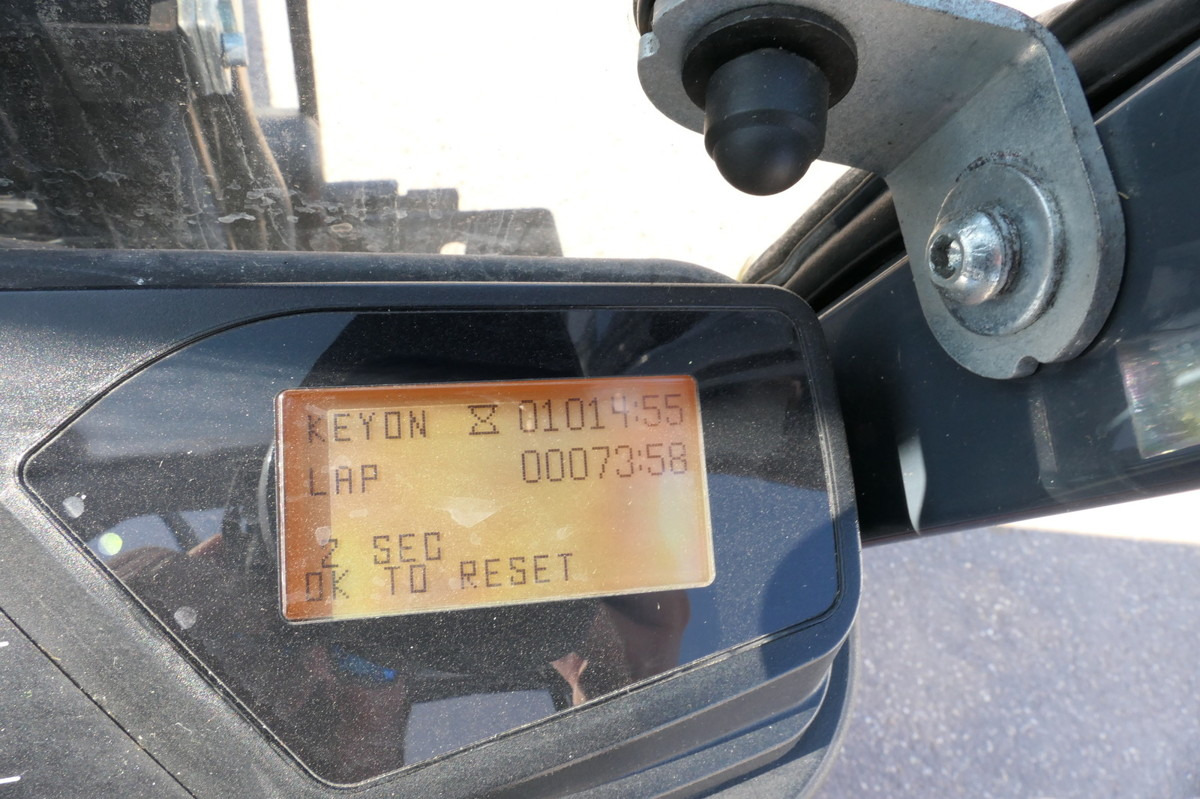 KEYON ⧖ 01014:55
LAP 00073:58
2 SEC
OK TO RESET